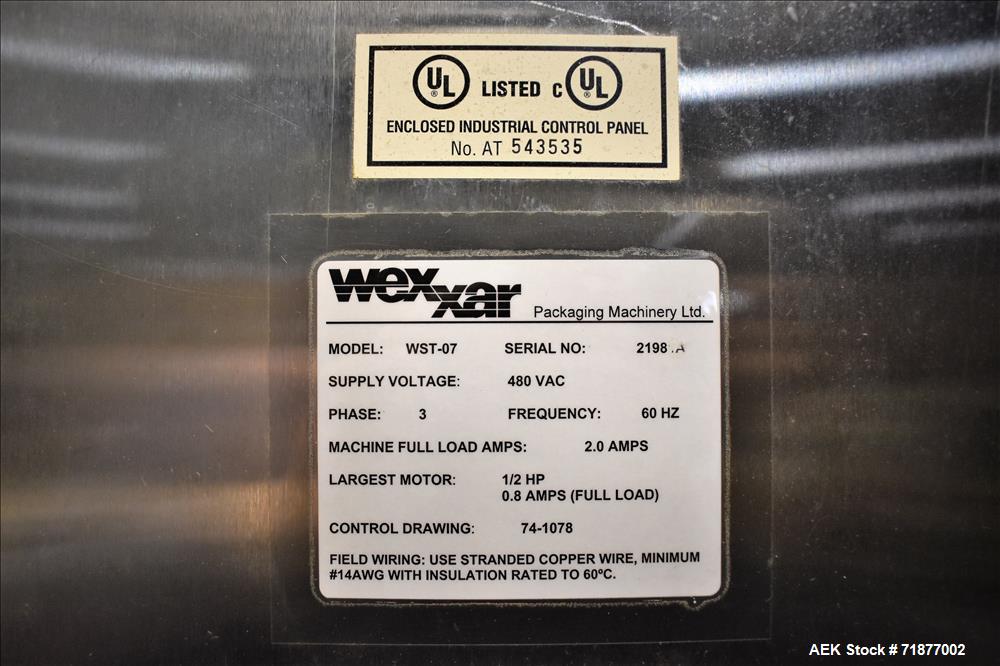 UL® LISTED C UL®
ENCLOSED INDUSTRIAL CONTROL PANEL
No. AT 543535
wexxar
Packaging Machinery Ltd.
MODEL: WST-07 SERIAL NO:
SUPPLY VOLTAGE: 480 VAC
PHASE: 3 FREQUENCY: 60 HZ
MACHINE FULL LOAD AMPS: 2.0 AMPS
LARGEST MOTOR: 1/2 HP
0.8 AMPS (FULL LOAD)
CONTROL DRAWING: 74-1078
FIELD WIRING: USE STRANDED COPPER WIRE, MINIMUM
#14AWG WITH INSULATION RATED TO 60ºC.
AEK Stock # 71877002